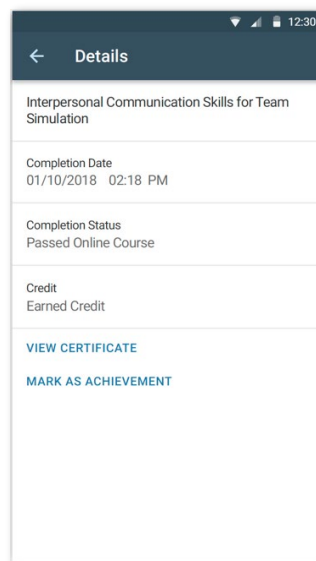 12:30
Details
Interpersonal Communication Skills for Team
Simulation
Completion Date
01/10/2018 02:18 PM
Completion Status
Passed Online Course
Credit
Earned Credit
VIEW CERTIFICATE
MARK AS ACHIEVEMENT